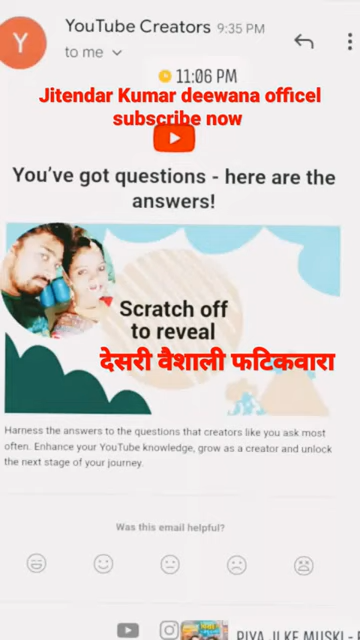 Y
YouTube Creators 9:35 PM
to me
11:06 PM
Jitendar Kumar deewana officel
subscribe now
You've got questions - here are the
answers!
Scratch off
to reveal
देसरी वैशाली फटिकवारा
Harness the answers to the questions that creators like you ask most
often. Enhance your YouTube knowledge, grow as a creator and unlock
the next stage of your journey.
Was this email helpful?